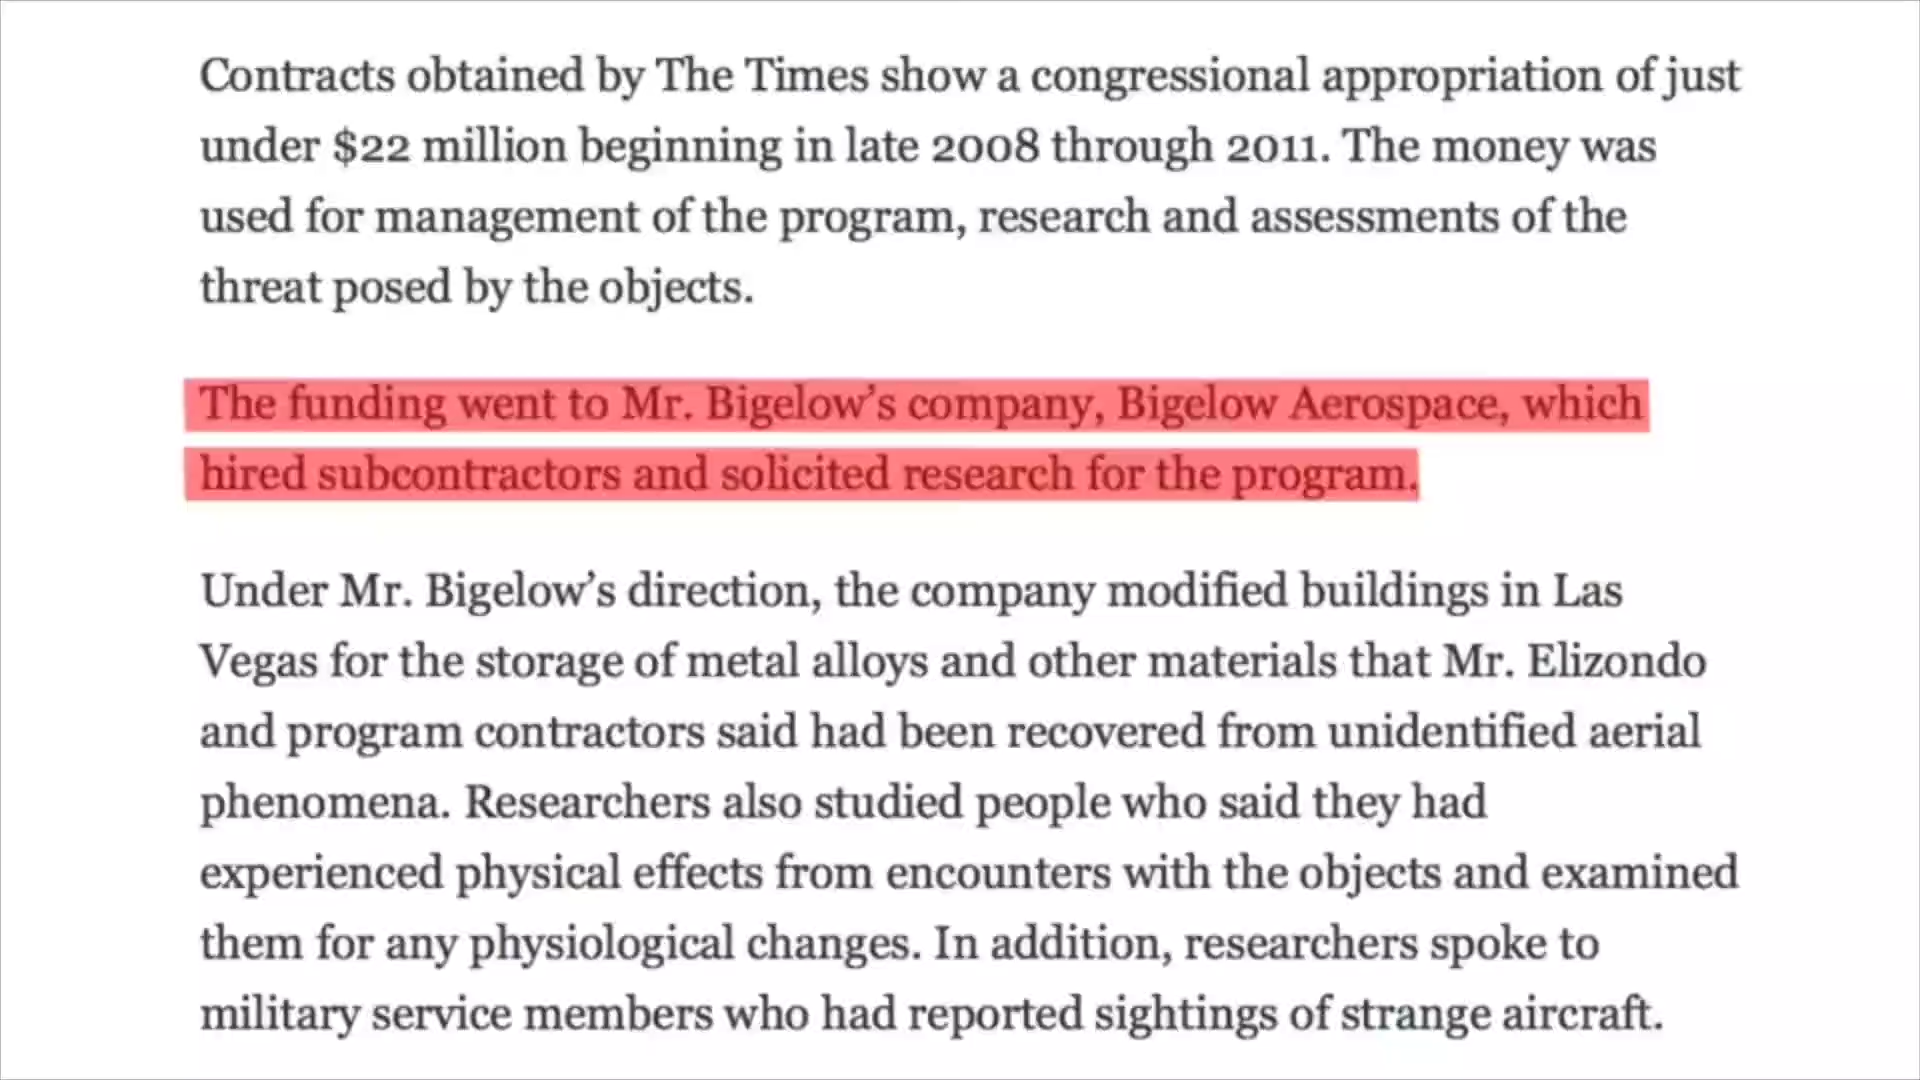 Contracts obtained by The Times show a congressional appropriation of just
under $22 million beginning in late 2008 through 2011. The money was
used for management of the program, research and assessments of the
threat posed by the objects.
The funding went to Mr. Bigelow’s company, Bigelow Aerospace, which
hired subcontractors and solicited research for the program.
Under Mr. Bigelow’s direction, the company modified buildings in Las
Vegas for the storage of metal alloys and other materials that Mr. Elizondo
and program contractors said had been recovered from unidentified aerial
phenomena. Researchers also studied people who said they had
experienced physical effects from encounters with the objects and examined
them for any physiological changes. In addition, researchers spoke to
military service members who had reported sightings of strange aircraft.